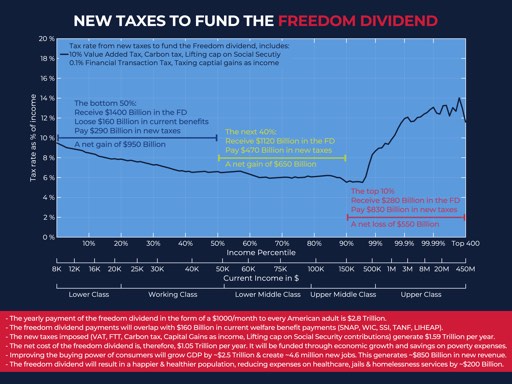 NEW TAXES TO FUND THE FREEDOM DIVIDEND
20 %
18 %
16 %
14 %
12 %
10 %
8 %
6 %
4 %
2 %
0 %
Tax rate as % of income
Tax rate from new taxes to fund the Freedom dividend, includes:
10% Value Added Tax, Carbon tax, Lifting cap on Social Secutiy
0.1% Financial Transaction Tax, Taxing captial gains as income
The bottom 50%:
Receive $1400 Billion in the FD
Loose $160 Billion in current benefits
Pay $290 Billion in new taxes
A net gain of $950 Billion
The next 40%:
Receive $1120 Billion in the FD
Pay $470 Billion in new taxes
A net gain of $650 Billion
The top 10%
Receive $280 Billion in the FD
Pay $830 Billion in new taxes
A net loss of $550 Billion
10% 20% 30% 40% 50% 60% 70% 80% 90% 99% 99.9% 99.99% Top 400
Income Percentile
8K 12K 16K 20K 25K 30K 40K 50K 60K 75K 100K 150K 500K 1M 3M 8M 20M 450M
Current Income in $
Lower Class Working Class Lower Middle Class Upper Middle Class Upper Class
- The yearly payment of the freedom dividend in the form of a $1000/month to every American adult is $2.8 Trillion.
- The freedom dividend payments will overlap with $160 Billion in current welfare benefit payments (SNAP, WIC, SSI, TANF, LIHEAP).
- The new taxes imposed (VAT, FTT, Carbon tax, Capital Gains as income, Lifting cap on Social Security contributions) generate $1.59 Trillion per year.
- The net cost of the freedom dividend is, therefore, $1.05 Trillion per year. It will be funded through economic growth and savings on poverty expenses.
- Improving the buying power of consumers will grow GDP by ~$2.5 Trillion & create ~4.6 million new jobs. This generates ~$850 Billion in new revenue.
- The freedom dividend will result in a happier & healthier population, reducing expenses on healthcare, jails & homelessness services by ~$200 Billion.